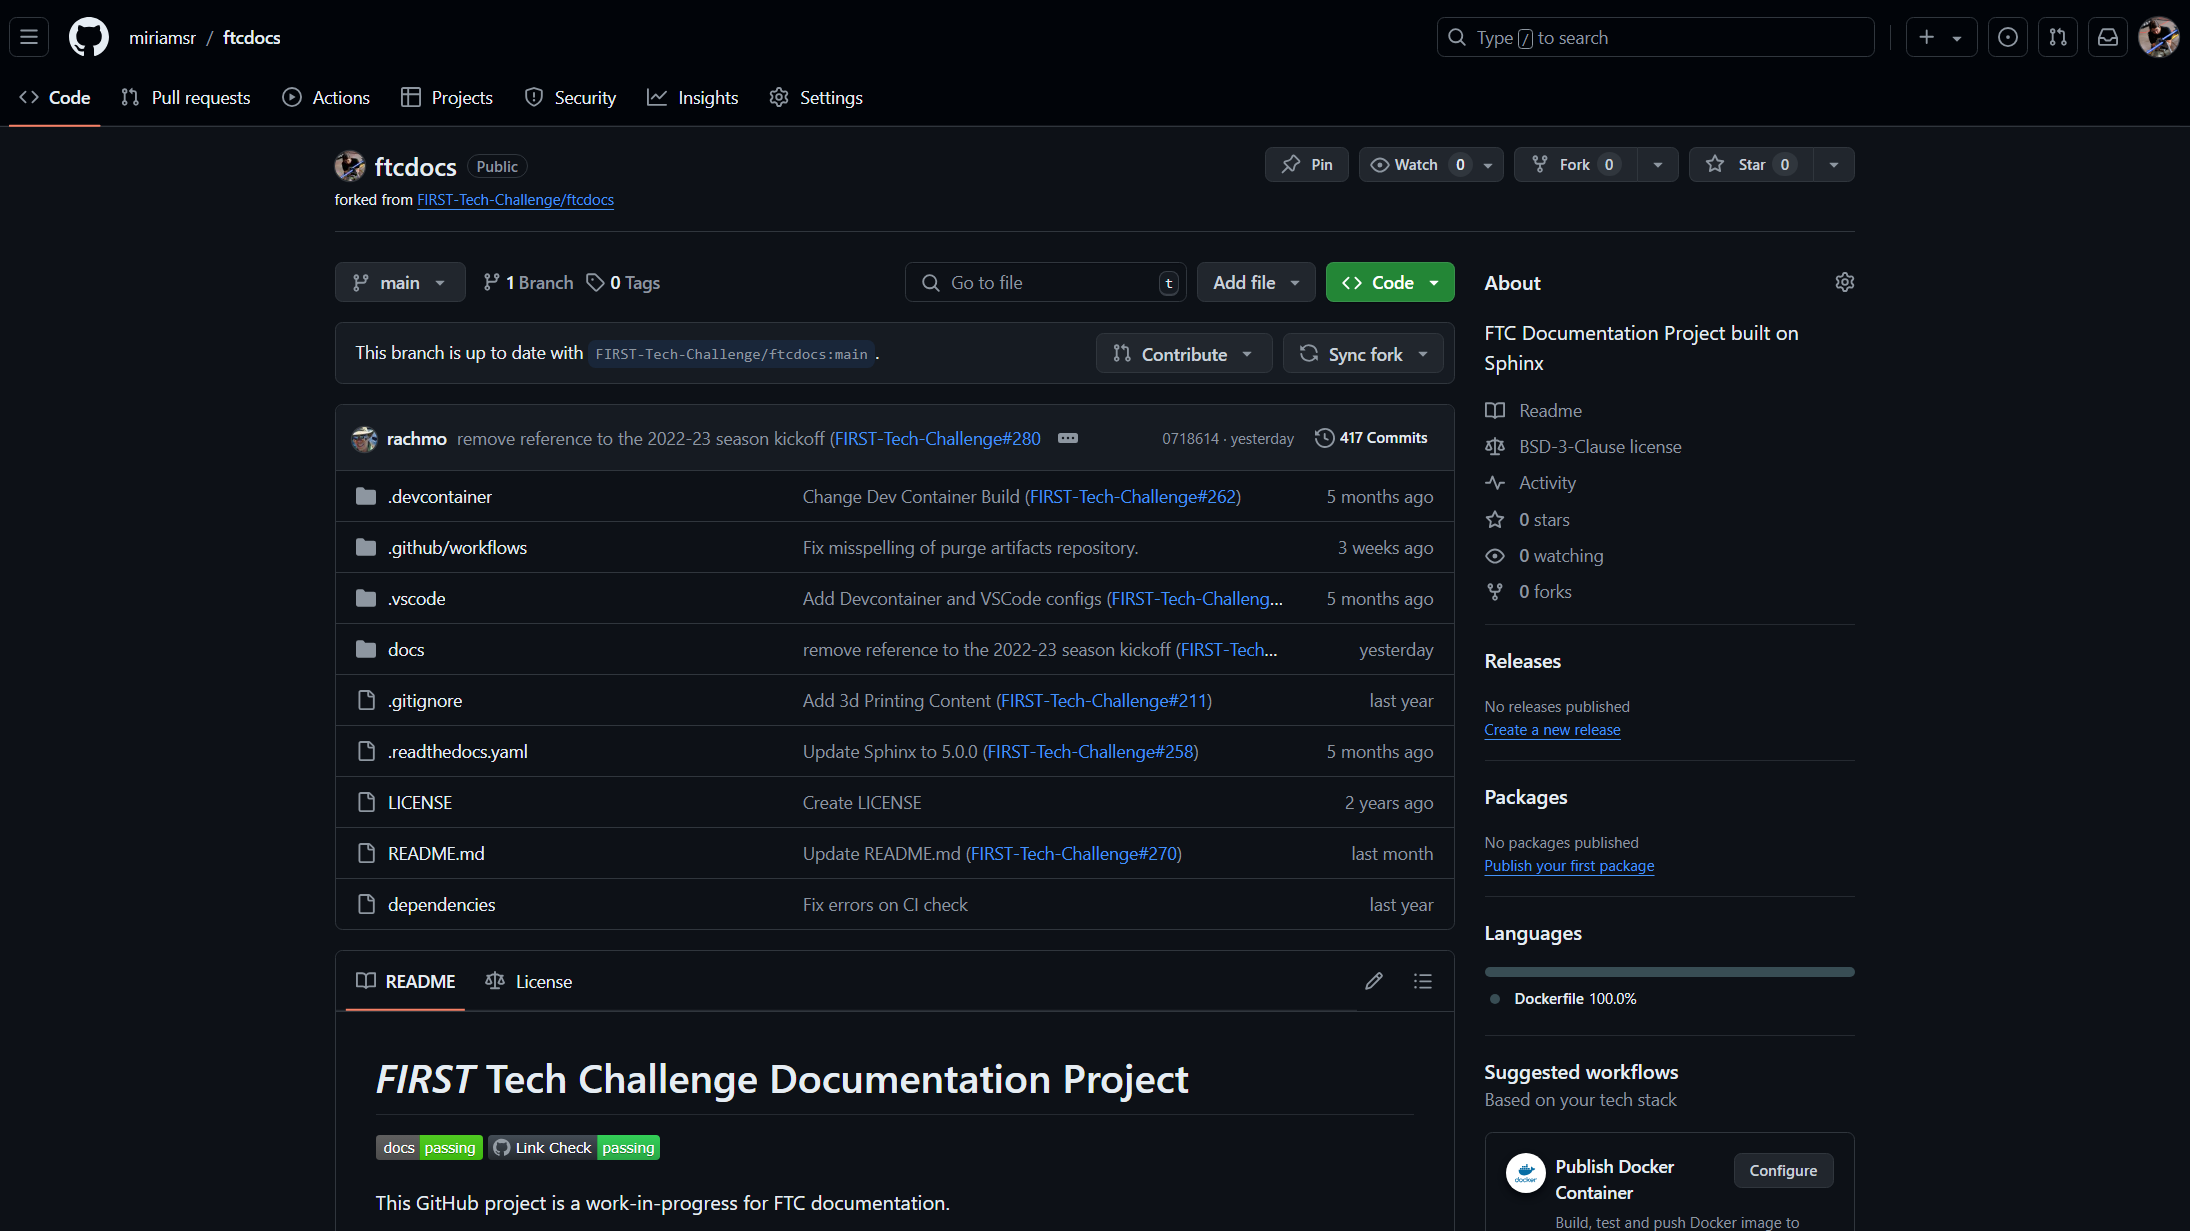 miriamsr / ftcdocs
Type / to search
Code Pull requests Actions Projects Security Insights Settings
ftcdocs Public
Pin Watch 0 Fork 0 Star 0
forked from FIRST-Tech-Challenge/ftcdocs
main 1 Branch 0 Tags Go to file t Add file Code
This branch is up to date with FIRST-Tech-Challenge/ftcdocs:main .
Contribute Sync fork
rachmo remove reference to the 2022-23 season kickoff (FIRST-Tech-Challenge#280 0718614 · yesterday 417 Commits
.devcontainer Change Dev Container Build (FIRST-Tech-Challenge#262) 5 months ago
.github/workflows Fix misspelling of purge artifacts repository. 3 weeks ago
.vscode Add Devcontainer and VSCode configs (FIRST-Tech-Challeng... 5 months ago
docs remove reference to the 2022-23 season kickoff (FIRST-Tech... yesterday
.gitignore Add 3d Printing Content (FIRST-Tech-Challenge#211) last year
.readthedocs.yaml Update Sphinx to 5.0.0 (FIRST-Tech-Challenge#258) 5 months ago
LICENSE Create LICENSE 2 years ago
README.md Update README.md (FIRST-Tech-Challenge#270) last month
dependencies Fix errors on CI check last year
README License
FIRST Tech Challenge Documentation Project
docs passing Link Check passing
This GitHub project is a work-in-progress for FTC documentation.
About
FTC Documentation Project built on
Sphinx
Readme
BSD-3-Clause license
Activity
0 stars
0 watching
0 forks
Releases
No releases published
Create a new release
Packages
No packages published
Publish your first package
Languages
Dockerfile 100.0%
Suggested workflows
Based on your tech stack
docker
Publish Docker
Container
Configure
Build, test and push Docker image to